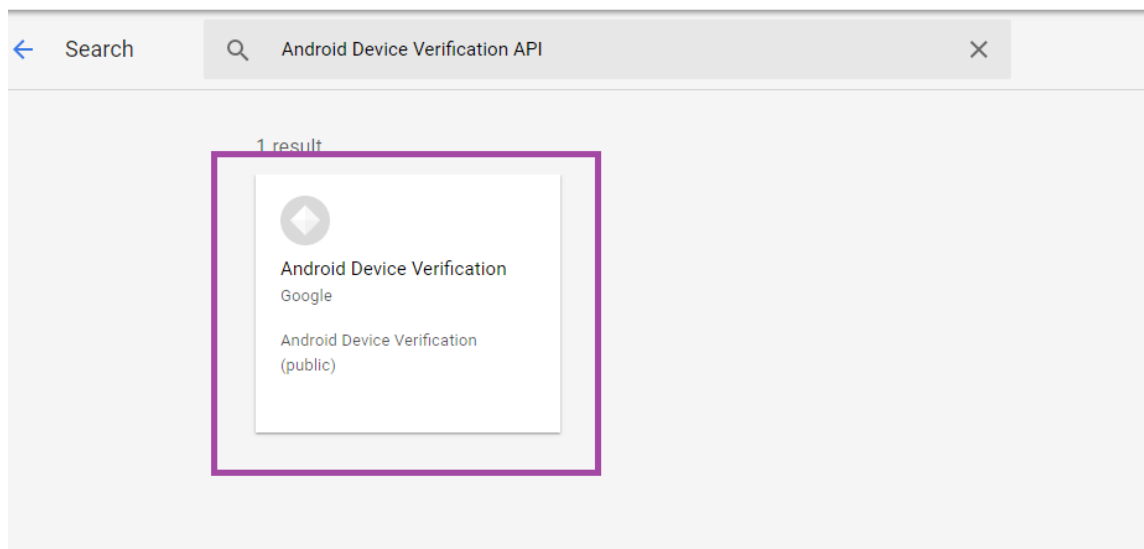 Search
Android Device Verification API
1 result
Android Device Verification
Google
Android Device Verification
(public)